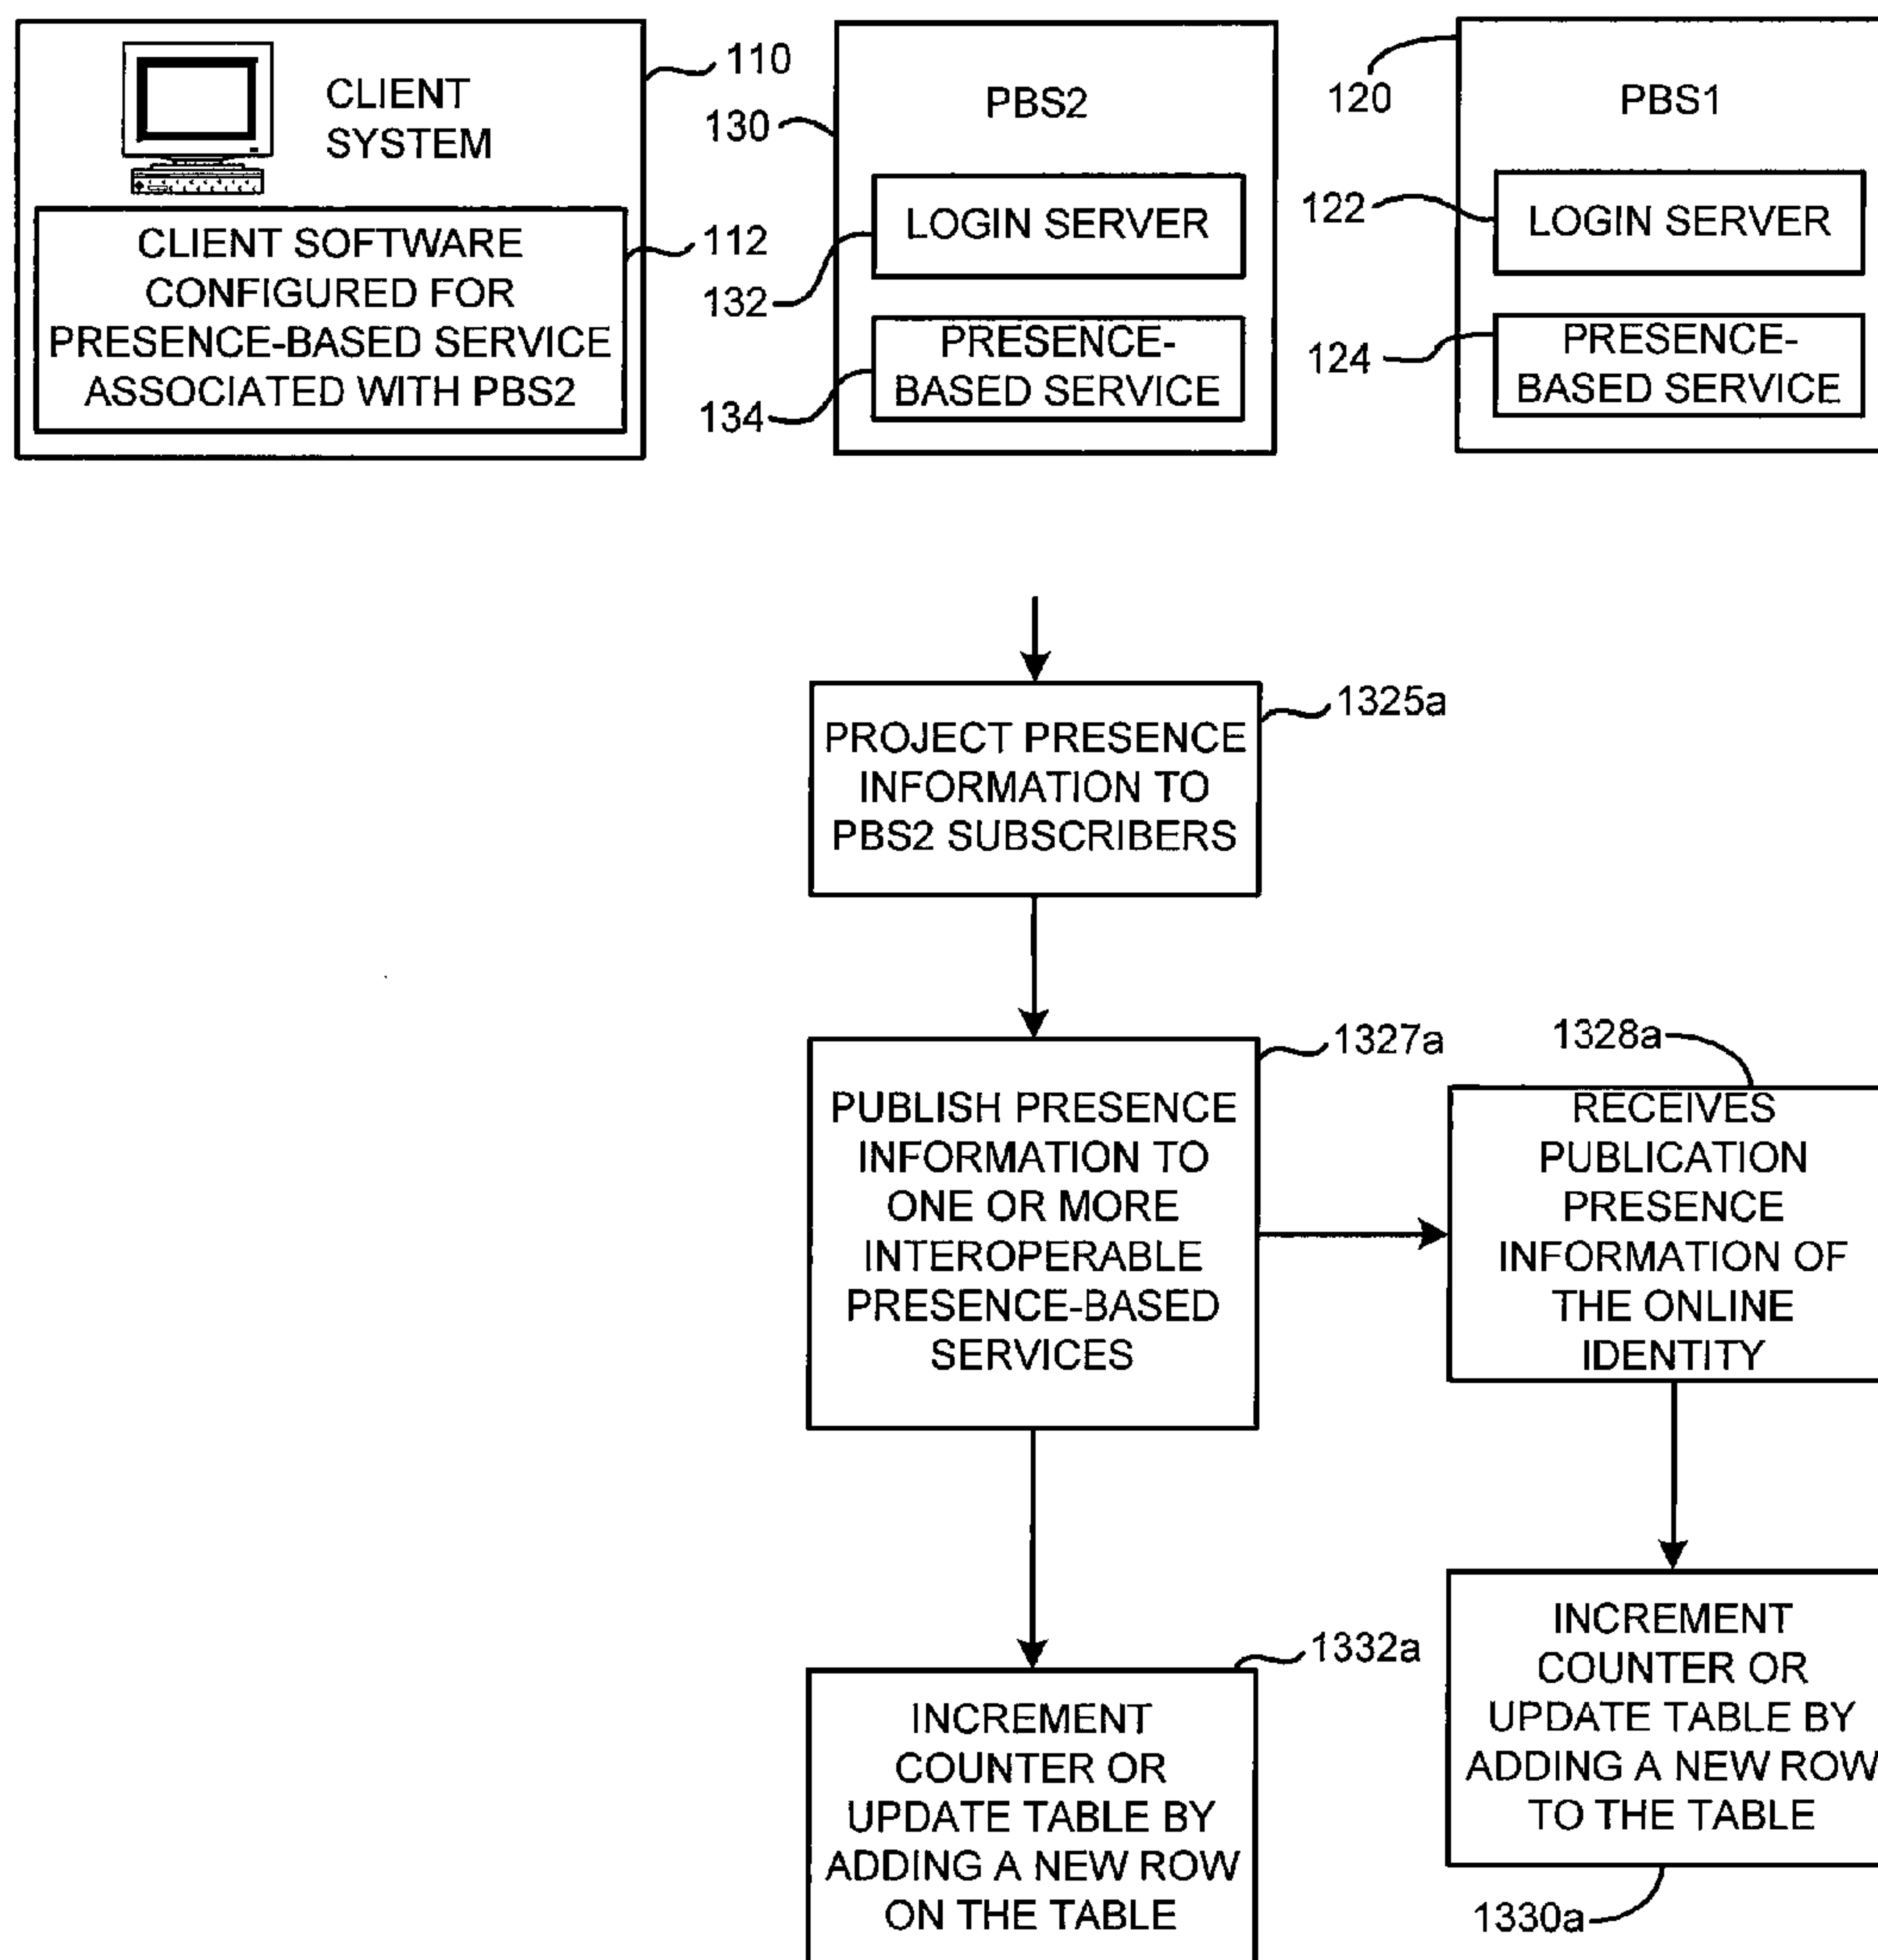 CLIENT
SYSTEM
110
CLIENT SOFTWARE
CONFIGURED FOR
PRESENCE-BASED SERVICE
ASSOCIATED WITH PBS2
112
PBS2
130
LOGIN SERVER
132
PRESENCE-
BASED SERVICE
134
120
PBS1
122
LOGIN SERVER
124
PRESENCE-
BASED SERVICE
1325a
PROJECT PRESENCE
INFORMATION TO
PBS2 SUBSCRIBERS
1327a
PUBLISH PRESENCE
INFORMATION TO
ONE OR MORE
INTEROPERABLE
PRESENCE-BASED
SERVICES
1328a
RECEIVES
PUBLICATION
PRESENCE
INFORMATION OF
THE ONLINE
IDENTITY
1332a
INCREMENT
COUNTER OR
UPDATE TABLE BY
ADDING A NEW ROW
ON THE TABLE
INCREMENT
COUNTER OR
UPDATE TABLE BY
ADDING A NEW ROW
TO THE TABLE
1330a